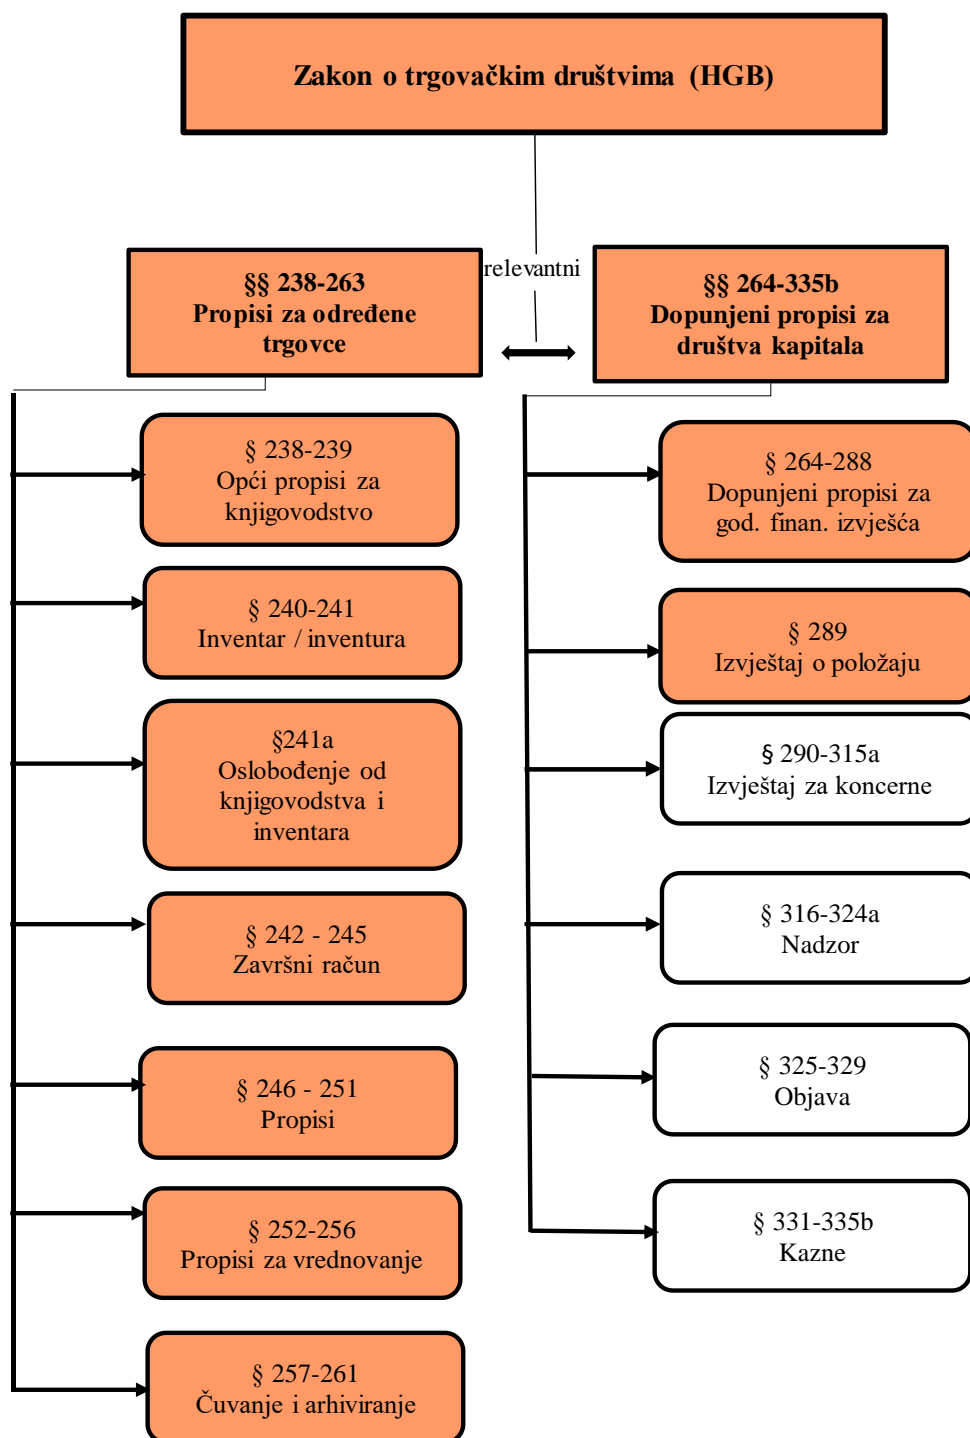 Zakon o trgovačkim društvima (HGB)
relevantni
§§ 238-263
Propisi za određene
trgovce
§ 238-239
Opći propisi za
knjigovodstvo
§ 240-241
Inventar / inventura
§241a
Oslobođenje od
knjigovodstva i
inventara
§ 242 - 245
Završni račun
§ 246 - 251
Propisi
§ 252-256
Propisi za vrednovanje
§ 257-261
Čuvanje i arhiviranje
§§ 264-335b
Dopunjeni propisi za
društva kapitala
§ 264-288
Dopunjeni propisi za
god. finan. izvješća
§ 289
Izvještaj o položaju
§ 290-315a
Izvještaj za koncerne
§ 316-324a
Nadzor
§ 325-329
Objava
§ 331-335b
Kazne